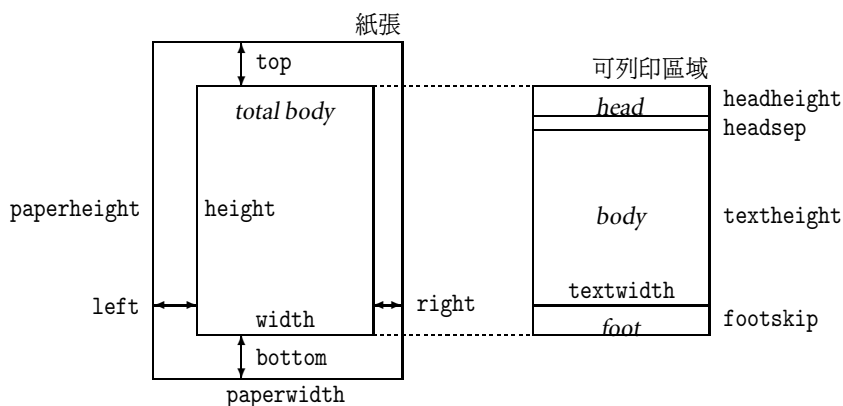 紙張
top
total body
paperheight
height
left
right
width
bottom
paperwidth
可列印區域
head
headheight
headsep
body
textheight
textwidth
foot
footskip